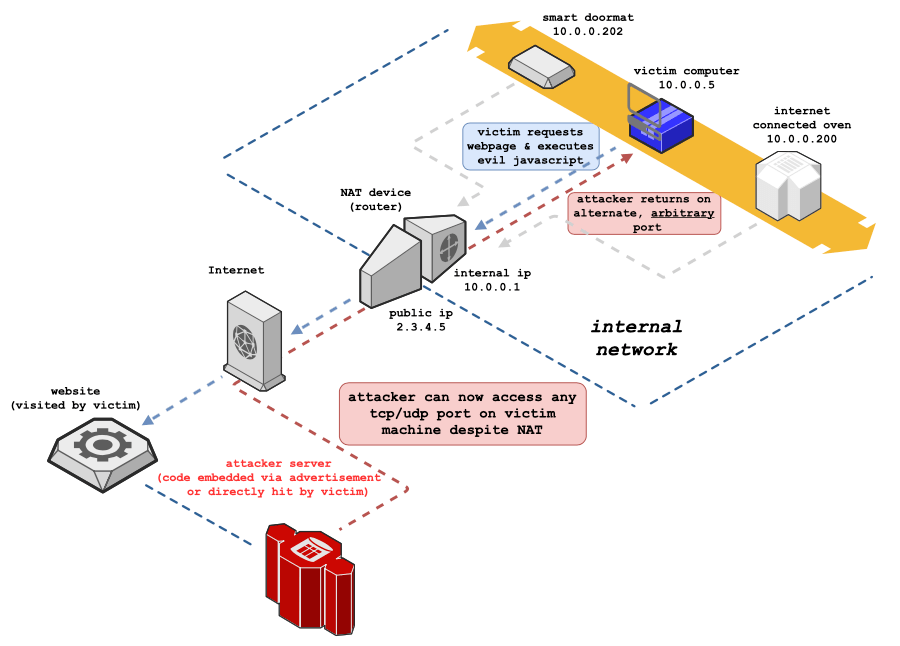 smart doormat
10.0.0.202
victim computer
10.0.0.5
internet
connected oven
10.0.0.200
victim requests
webpage & executes
evil javascript
NAT device
(router)
attacker returns on
alternate, arbitrary
port
internal ip
10.0.0.1
Internet
public ip
2.3.4.5
internal
network
website
(visited by victim)
attacker can now access any
tcp/udp port on victim
machine despite NAT
attacker server
(code embedded via advertisement
or directly hit by victim)